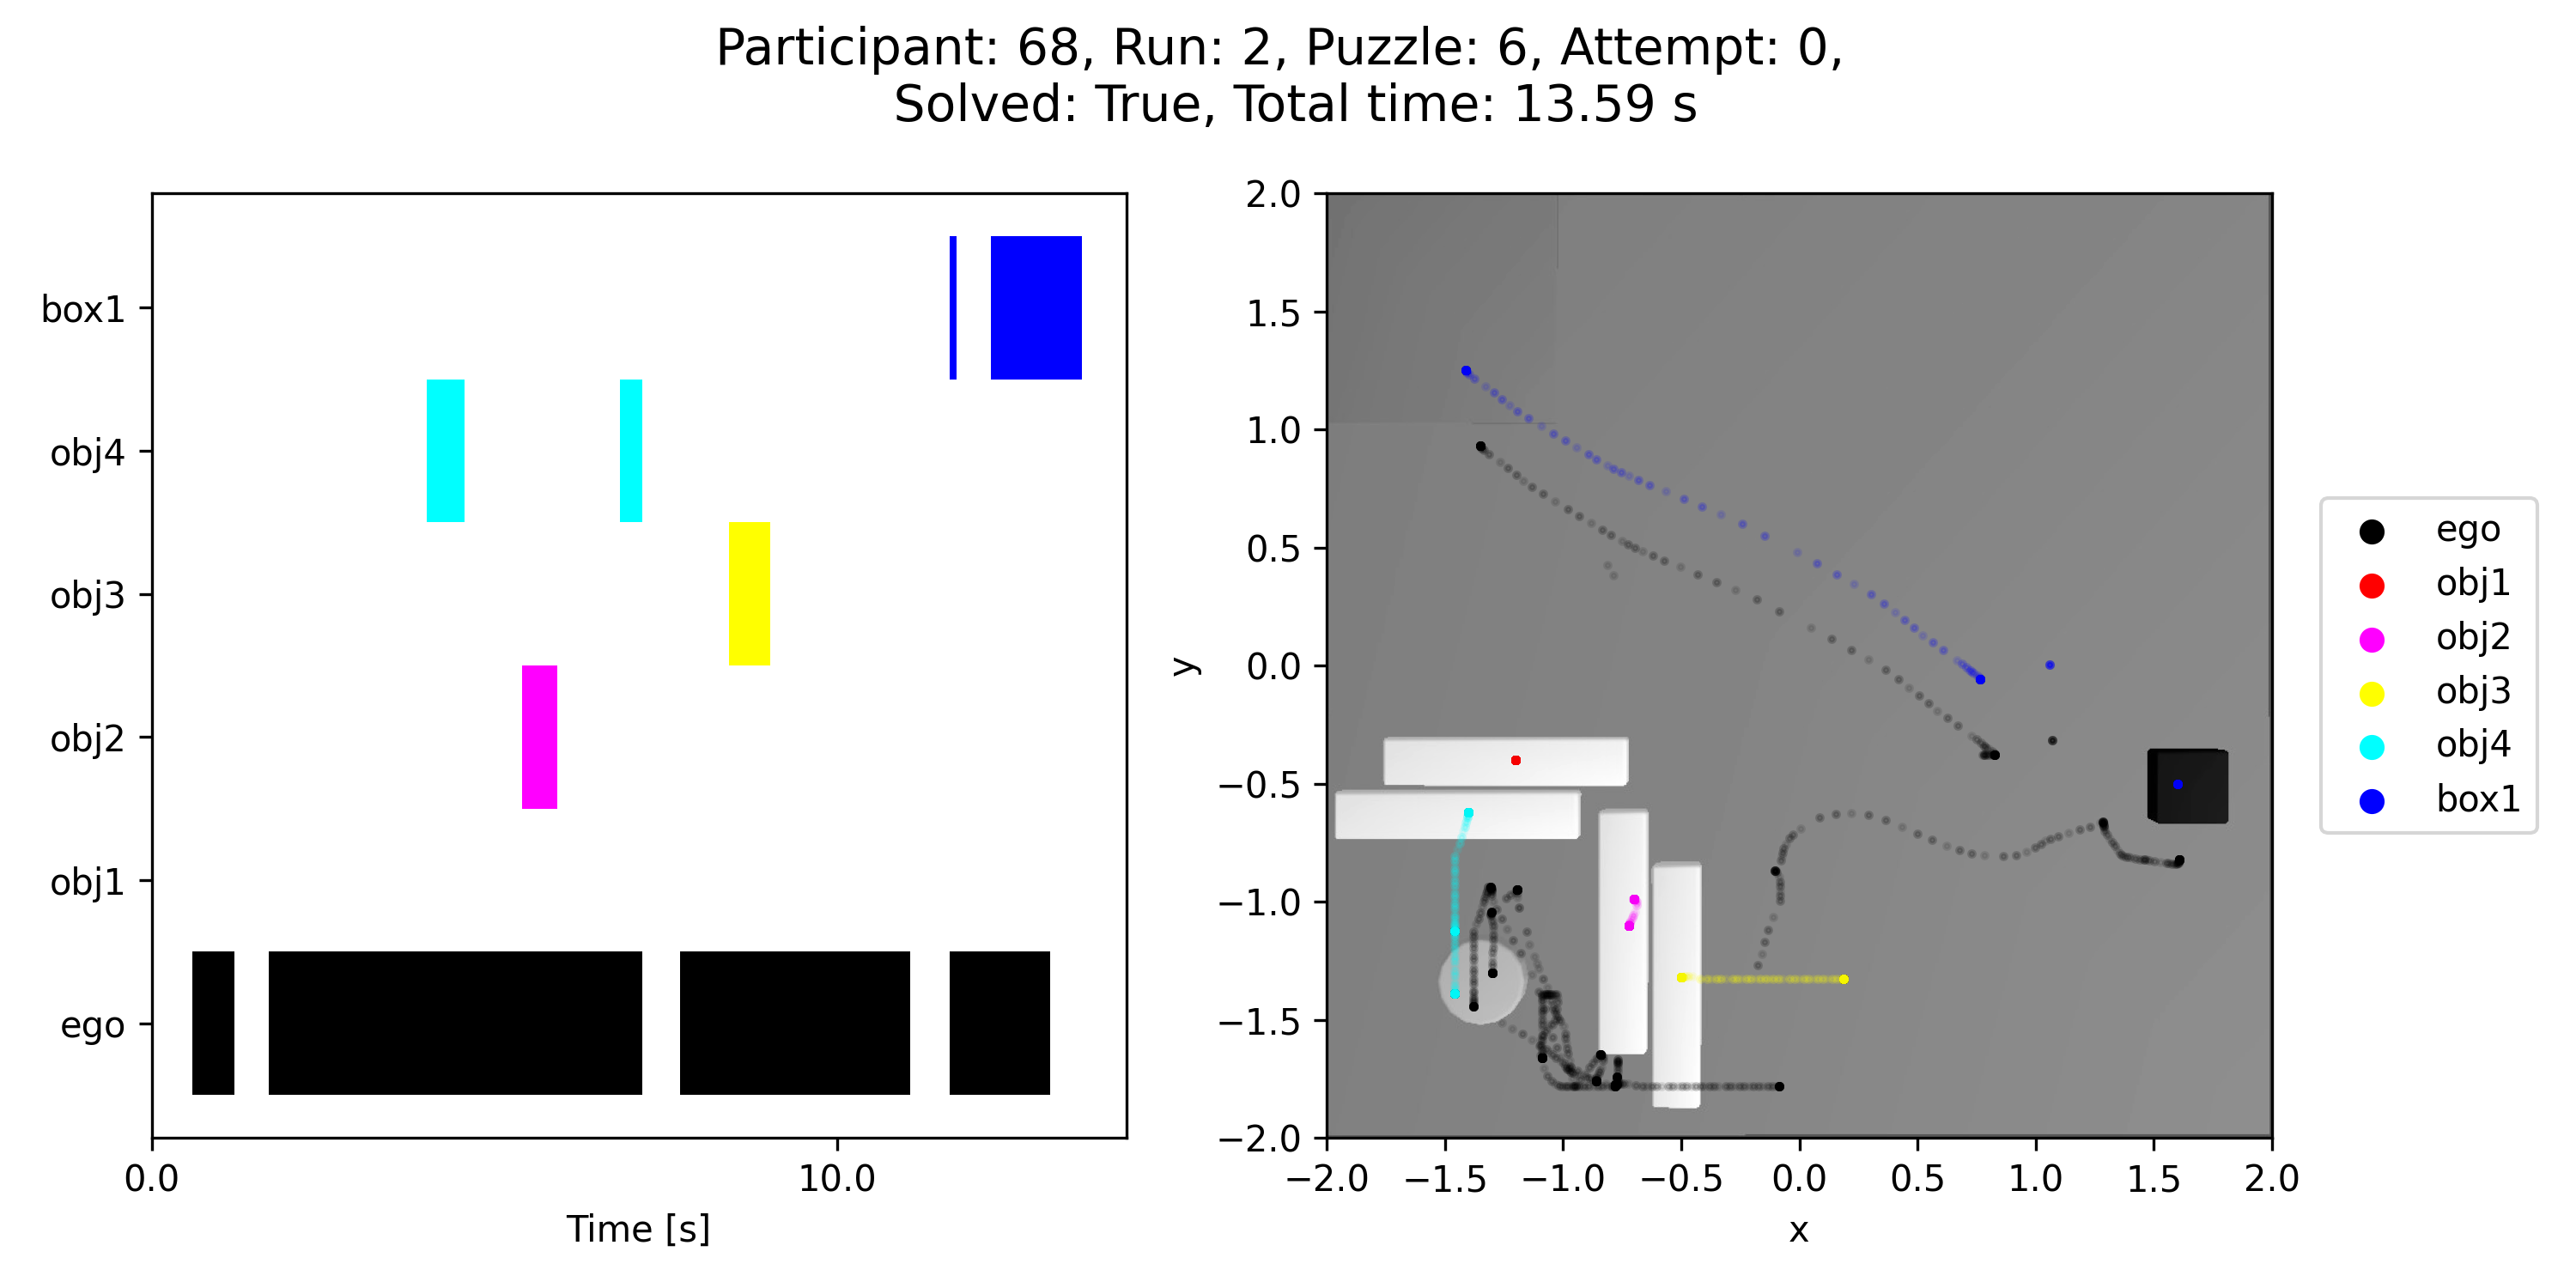 Participant: 68, Run: 2, Puzzle: 6, Attempt: 0,
Solved: True, Total time: 13.59 s
box1
obj4
obj3
obj2
obj1
ego
0.0
10.0
Time [s]
2.0
1.5
1.0
0.5
0.0
−0.5
−1.0
−1.5
−2.0
y
−2.0
−1.5
−1.0
−0.5
0.0
0.5
1.0
1.5
2.0
x
ego
obj1
obj2
obj3
obj4
box1